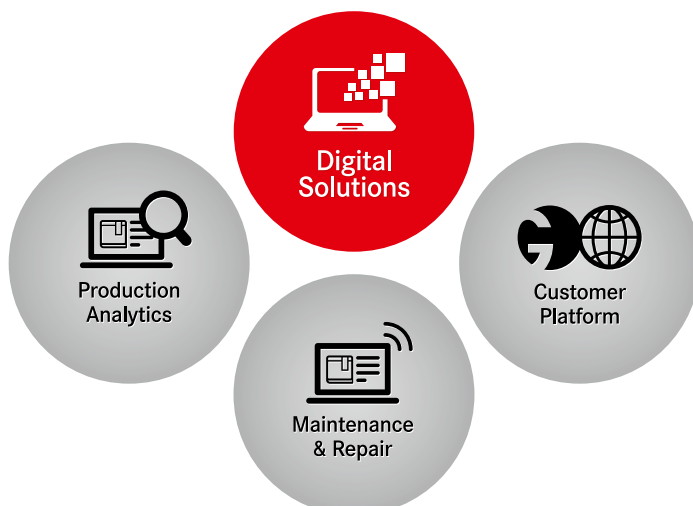 Digital
Solutions
Production
Analytics
Customer
Platform
Maintenance
& Repair